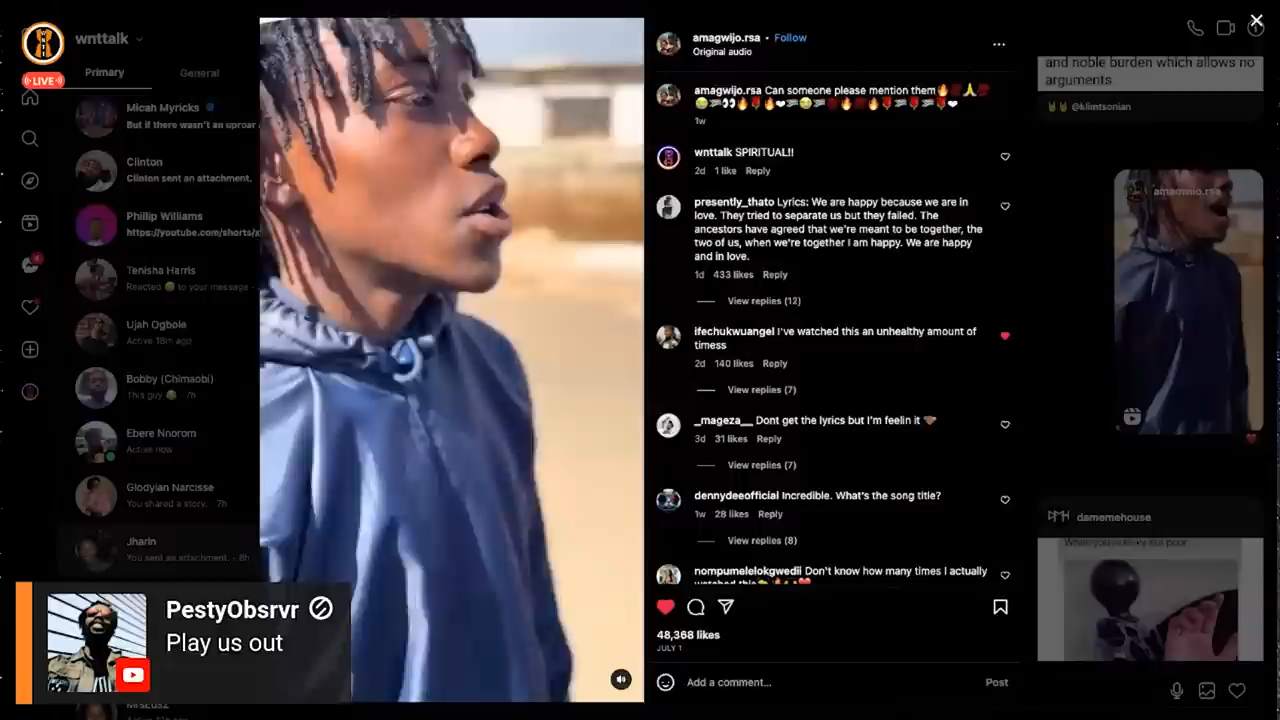 wnttalk
LIVE
Primary
General
Micah Myricks
But if there wasn't an uproar
Clinton
Clinton sent an attachment.
Phillip Williams
https://youtube.com/shorts/x
Tenisha Harris
Reacted 😂 to your message ·
Ujah Ogbole
Active 18m ago
Bobby (Chimaobi)
This guy 😂 · 7h
Ebere Nnorom
Active now
Glodyian Narcisse
You shared a story. · 7h
Jharin
You sent an attachment. · 8h
PestyObsrvr
Play us out
amagwijo.rsa • Follow
Original audio
amagwijo.rsa Can someone please mention them
1w
wnttalk SPIRITUAL!!
2d 1 like Reply
presently_thato Lyrics: We are happy because we are in
love. They tried to separate us but they failed. The
ancestors have agreed that we're meant to be together, the
two of us, when we're together I am happy. We are happy
and in love.
1d 433 likes Reply
View replies (12)
ifechukwuangel I've watched this an unhealthy amount of
timess
2d 140 likes Reply
View replies (7)
_mageza__ Dont get the lyrics but I'm feelin it
3d 31 likes Reply
View replies (7)
dennydeeofficial Incredible. What's the song title?
1w 28 likes Reply
View replies (8)
nompumelelokgwedii Don't know how many times I actually
watched this
48,368 likes
JULY 1
Add a comment...
Post
and noble burden which allows no
arguments
@klimtsonian
amagwijo.rsa
damemehouse